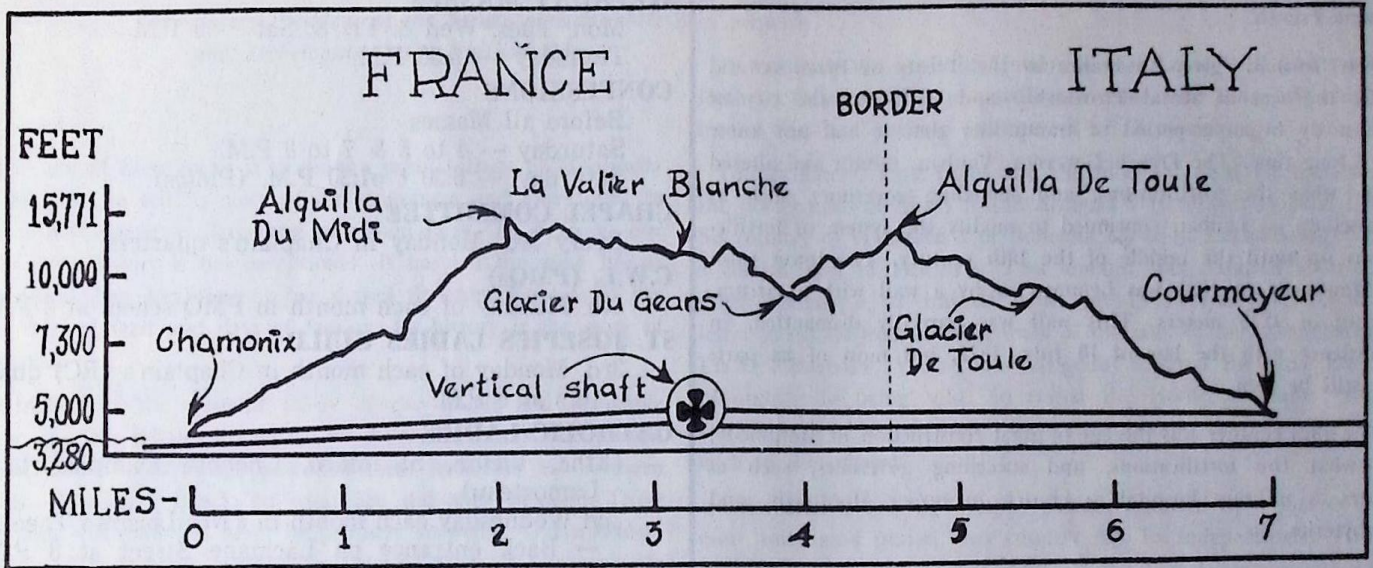 FRANCE
ITALY
BORDER
FEET
15,771
10,000
7,300
5,000
3,280
Alquilla
Du Midi
La Valier Blanche
Alquilla De Toule
Glacier Du Geans
Glacier
De Toule
Courmayeur
Chamonix
Vertical shaft
MILES-
0 1 2 3 4 5 6 7